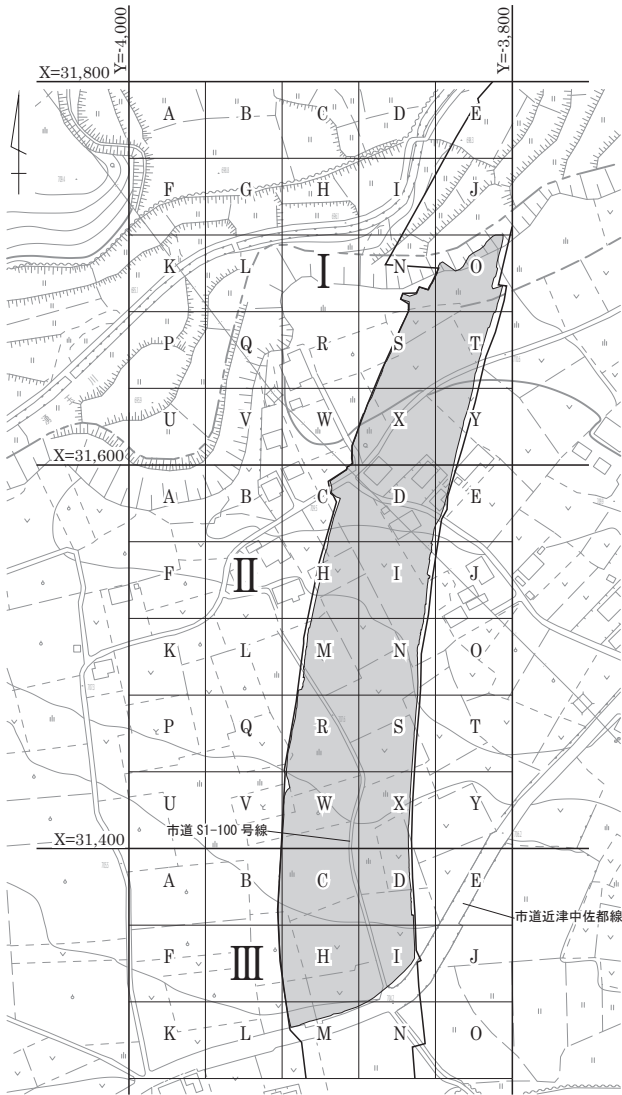 Y=-4,000
Y=-3,800
X=31,800
A B C D E
F G H I J
K L I N O
P Q R S T
U V W X Y
X=31,600
A B C D E
F II H I J
K L M N O
P Q R S T
U V W X Y
市道 S1-100 号線
X=31,400
A B C D E
市道近津中佐都線
F III H I J
K L M N O